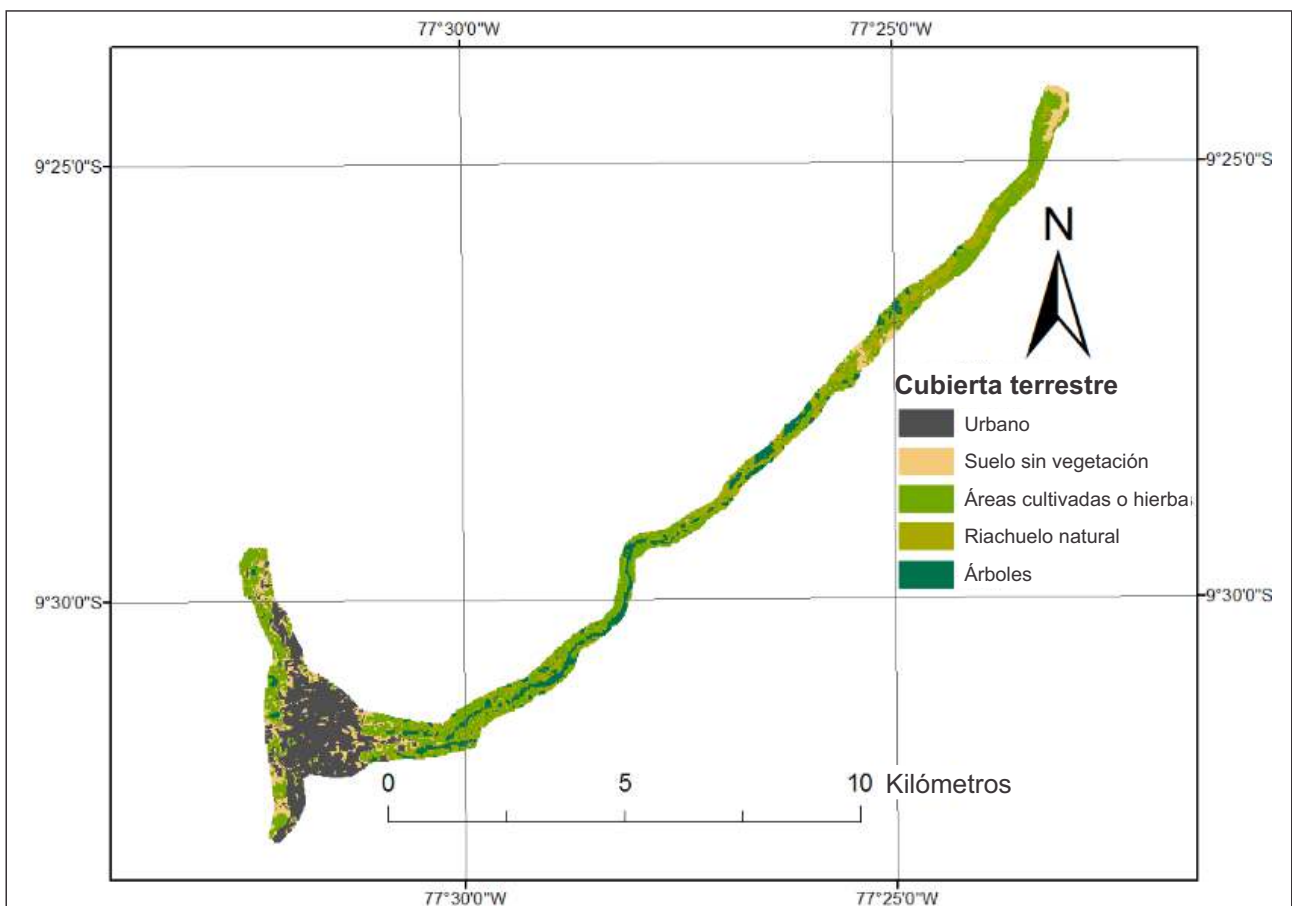 77°30'0"W 77°25'0"W
9°25'0"S 9°25'0"S
N
Cubierta terrestre
Urbano
Suelo sin vegetación
Áreas cultivadas o hierba
Riachuelo natural
Árboles
9°30'0"S 9°30'0"S
0 5 10 Kilómetros
77°30'0"W 77°25'0"W